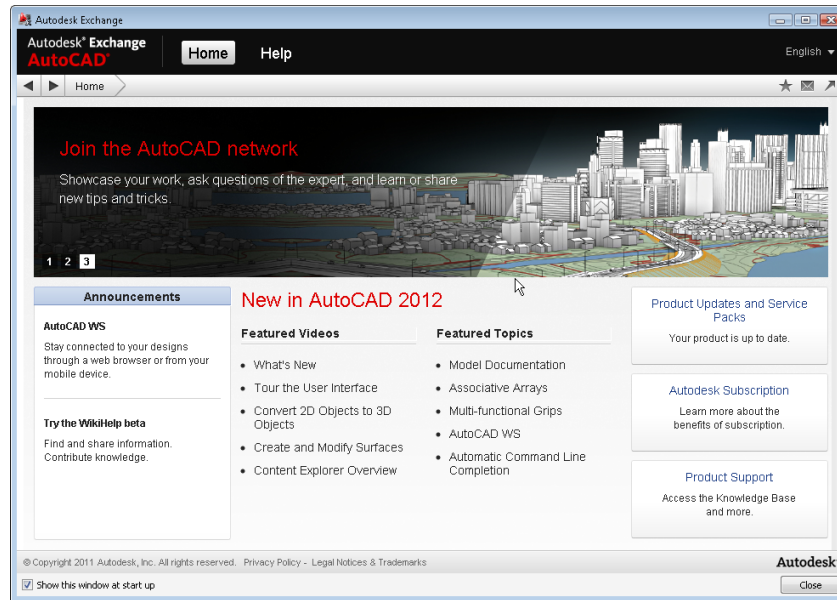 Autodesk Exchange
Autodesk® Exchange
AutoCAD®
Home
Help
English
Home
Join the AutoCAD network
Showcase your work, ask questions of the expert, and learn or share
new tips and tricks.
1 2 3
Announcements
AutoCAD WS
Stay connected to your designs
through a web browser or from your
mobile device.
Try the WikiHelp beta
Find and share information.
Contribute knowledge.
New in AutoCAD 2012
Featured Videos
• What's New
• Tour the User Interface
• Convert 2D Objects to 3D
Objects
• Create and Modify Surfaces
• Content Explorer Overview
Featured Topics
• Model Documentation
• Associative Arrays
• Multi-functional Grips
• AutoCAD WS
• Automatic Command Line
Completion
Product Updates and Service
Packs
Your product is up to date.
Autodesk Subscription
Learn more about the
benefits of subscription.
Product Support
Access the Knowledge Base
and more.
© Copyright 2011 Autodesk, Inc. All rights reserved. Privacy Policy - Legal Notices & Trademarks
Autodesk
Show this window at start up
Close